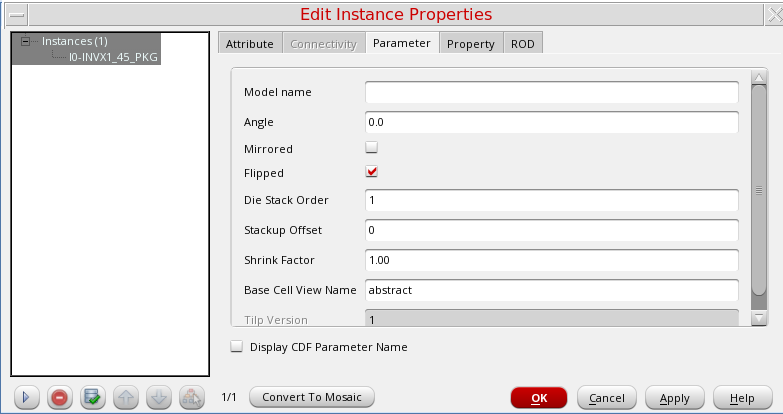 Edit Instance Properties
Instances (1)
I0-INVX1_45_PKG
Attribute Connectivity Parameter Property ROD
Model name
Angle 0.0
Mirrored
Flipped
Die Stack Order 1
Stackup Offset 0
Shrink Factor 1.00
Base Cell View Name abstract
Tilp Version 1
Display CDF Parameter Name
1/1 Convert To Mosaic OK Cancel Apply Help